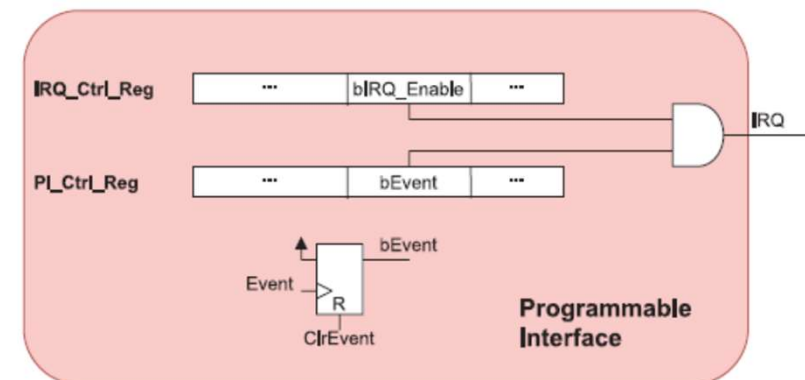 IRQ_Ctrl_Reg
... bIRQ_Enable ...
IRQ
PI_Ctrl_Reg
... bEvent ...
bEvent
Event
R
ClrEvent
Programmable
Interface